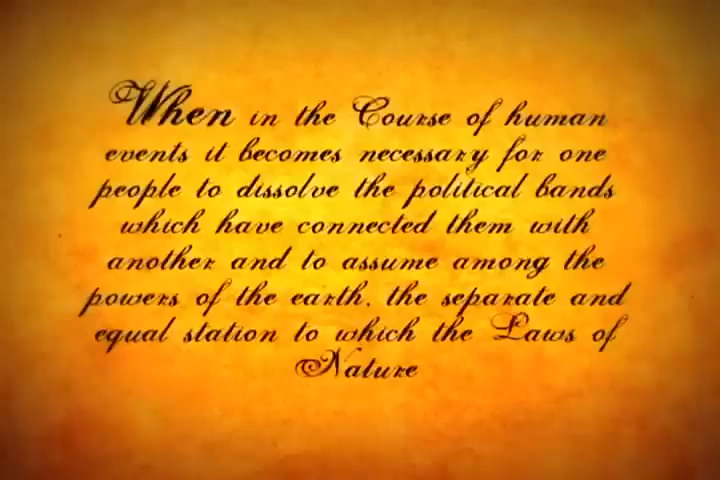 When in the Course of human
events it becomes necessary for one
people to dissolve the political bands
which have connected them with
another and to assume among the
powers of the earth, the separate and
equal station to which the Laws of
Nature